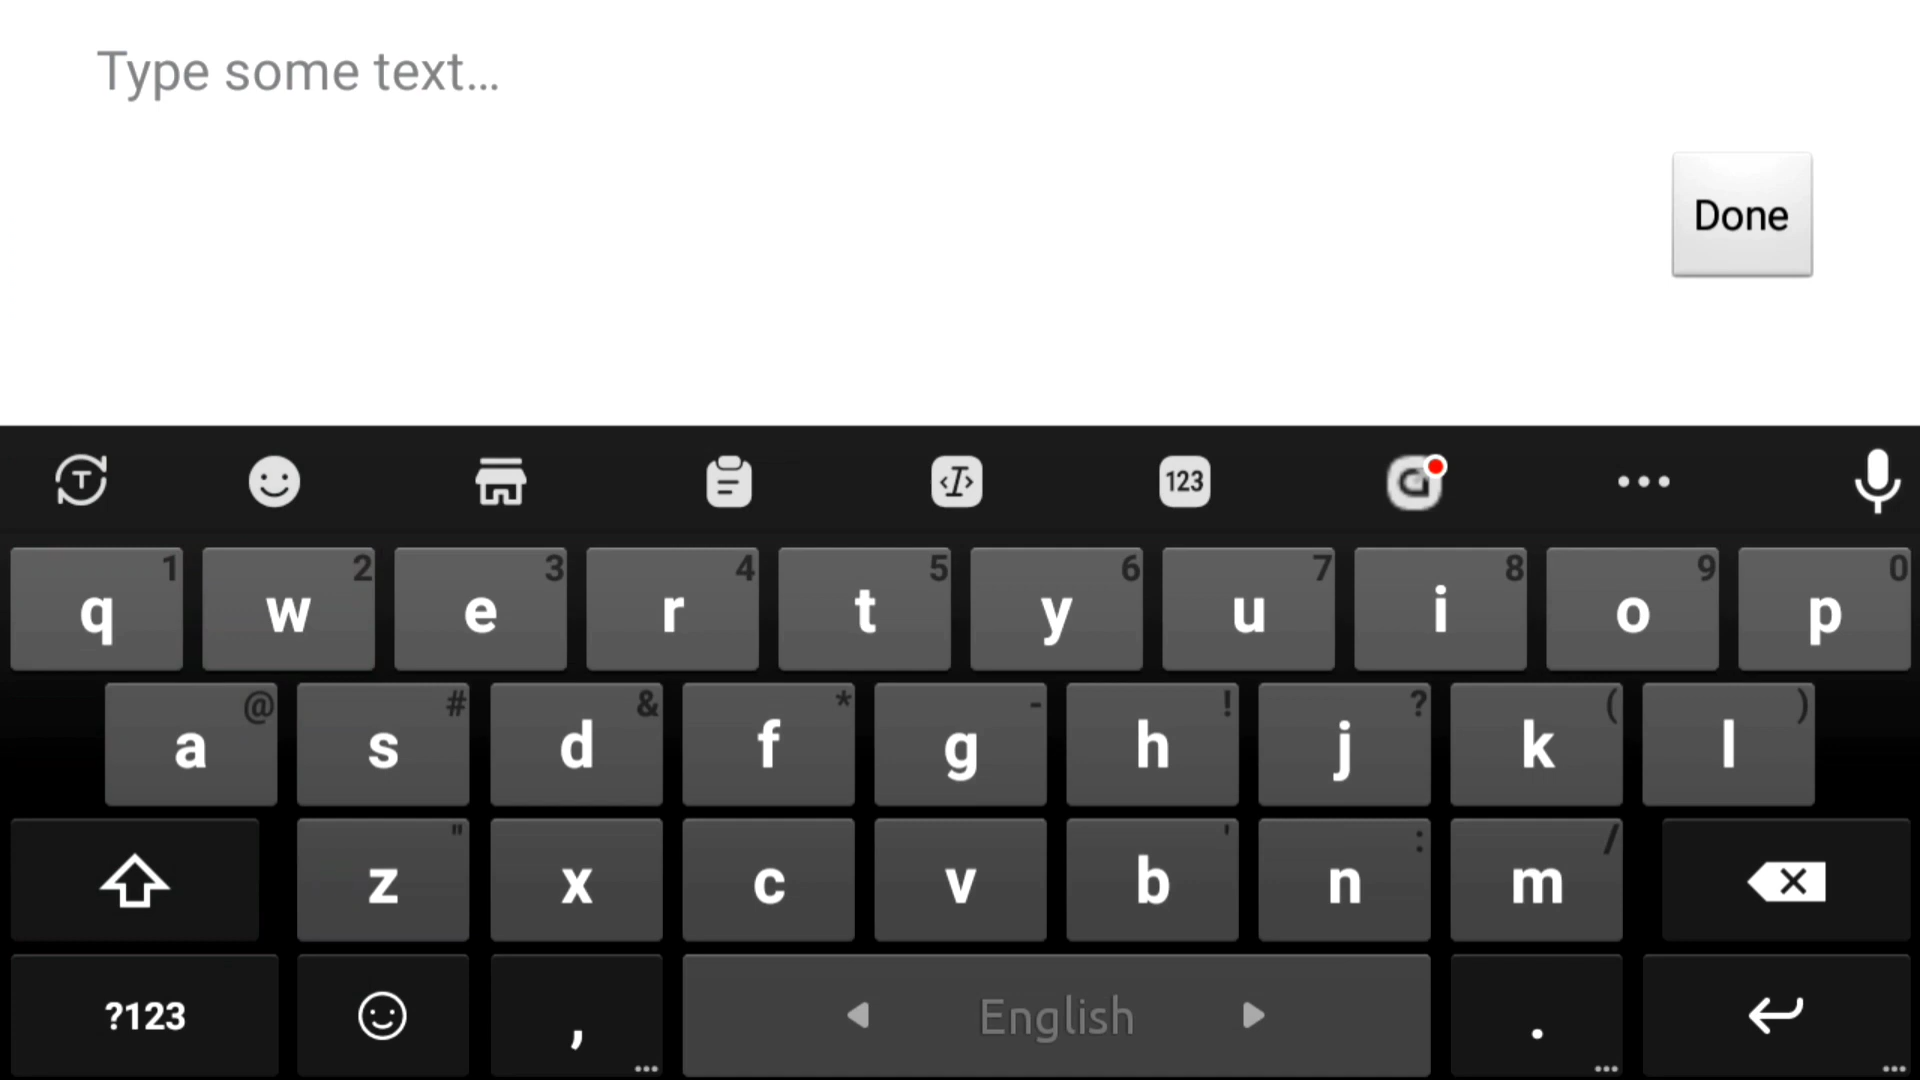 Type some text...
Done
T
123
1 2 3 4 5 6 7 8 9 0
q w e r t y u i o p
@ # & * - ! ? ( )
a s d f g h j k l
" ' : /
z x c v b n m
?123 , English .